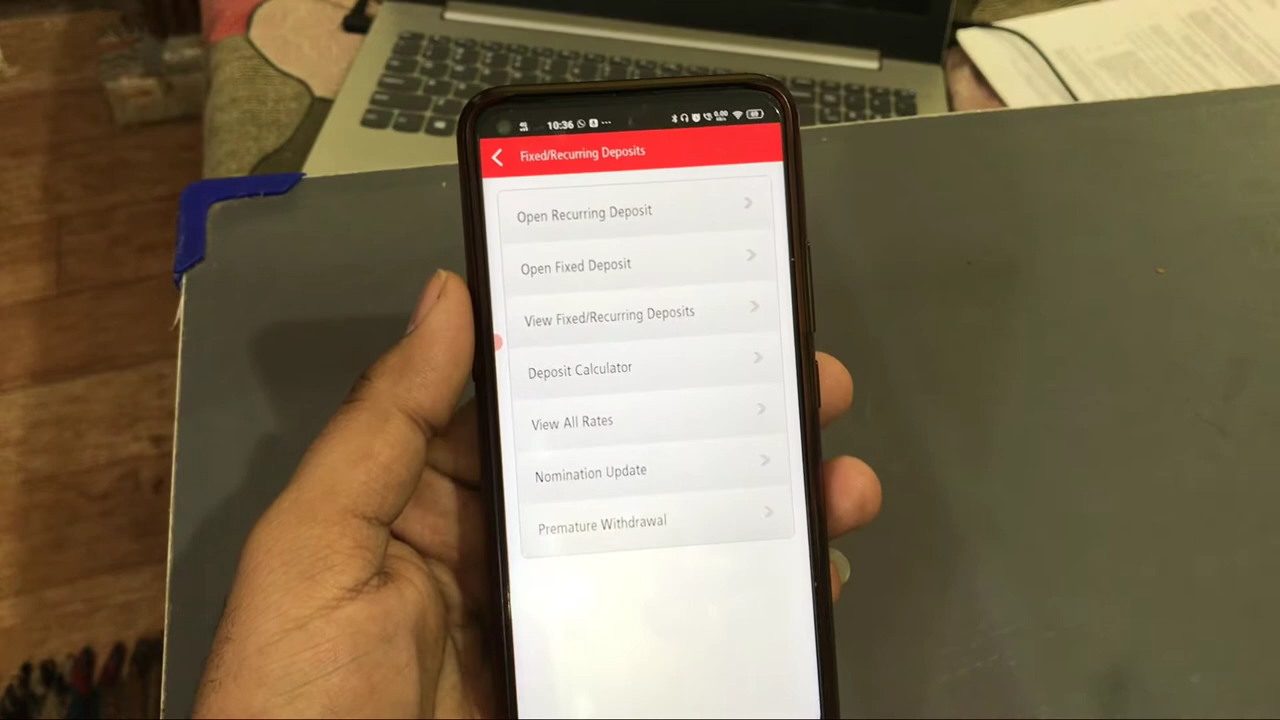 10:36
Fixed/Recurring Deposits
Open Recurring Deposit
Open Fixed Deposit
View Fixed/Recurring Deposits
Deposit Calculator
View All Rates
Nomination Update
Premature Withdrawal